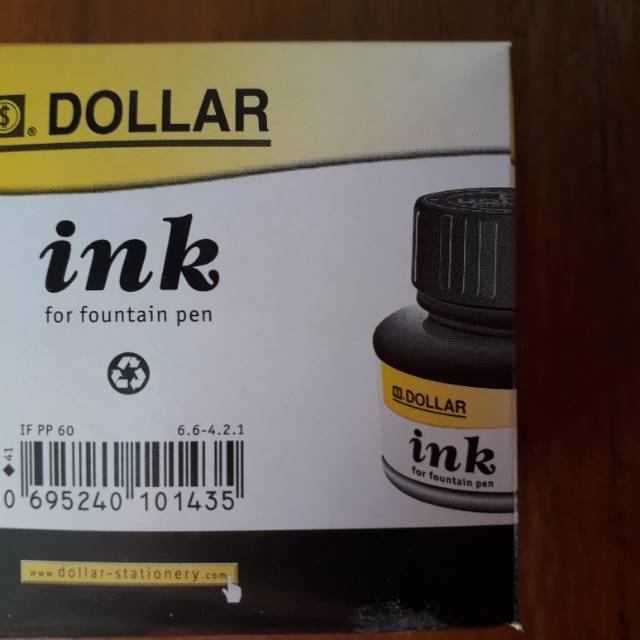 $® DOLLAR
ink
for fountain pen
IF PP 60 6.6-4.2.1
41
0 695240 101435
www.dollar-stationery.com
$ DOLLAR
ink
for fountain pen